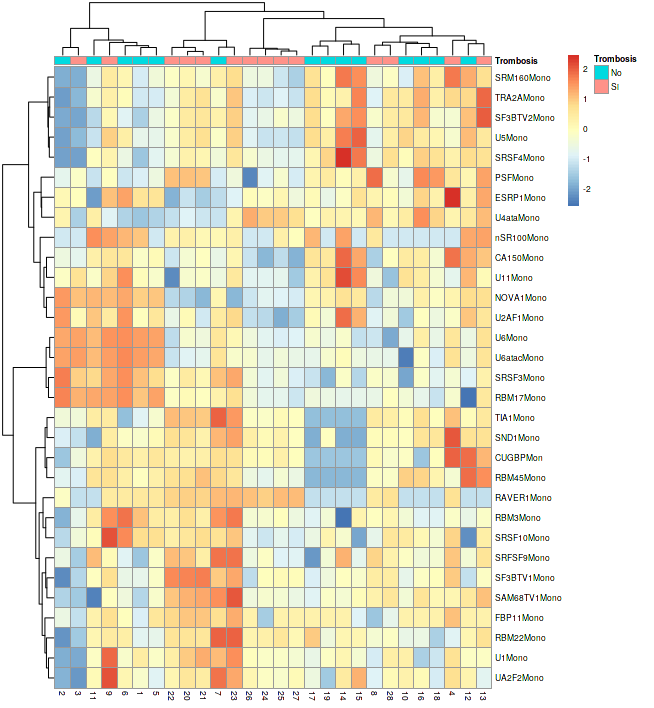 Trombosis
SRM160Mono
TRA2AMono
SF3BTV2Mono
U5Mono
SRSF4Mono
PSFMono
ESRP1Mono
U4ataMono
nSR100Mono
CA150Mono
U11Mono
NOVA1Mono
U2AF1Mono
U6Mono
U6atacMono
SRSF3Mono
RBM17Mono
TIA1Mono
SND1Mono
CUGBPMon
RBM45Mono
RAVER1Mono
RBM3Mono
SRSF10Mono
SRFSF9Mono
SF3BTV1Mono
SAM68TV1Mono
FBP11Mono
RBM22Mono
U1Mono
UA2F2Mono
2 3 11 9 6 1 5 22 20 21 7 23 26 24 25 27 17 19 14 15 8 28 10 16 18 4 12 13
2
1
0
-1
-2
Trombosis
No
SI